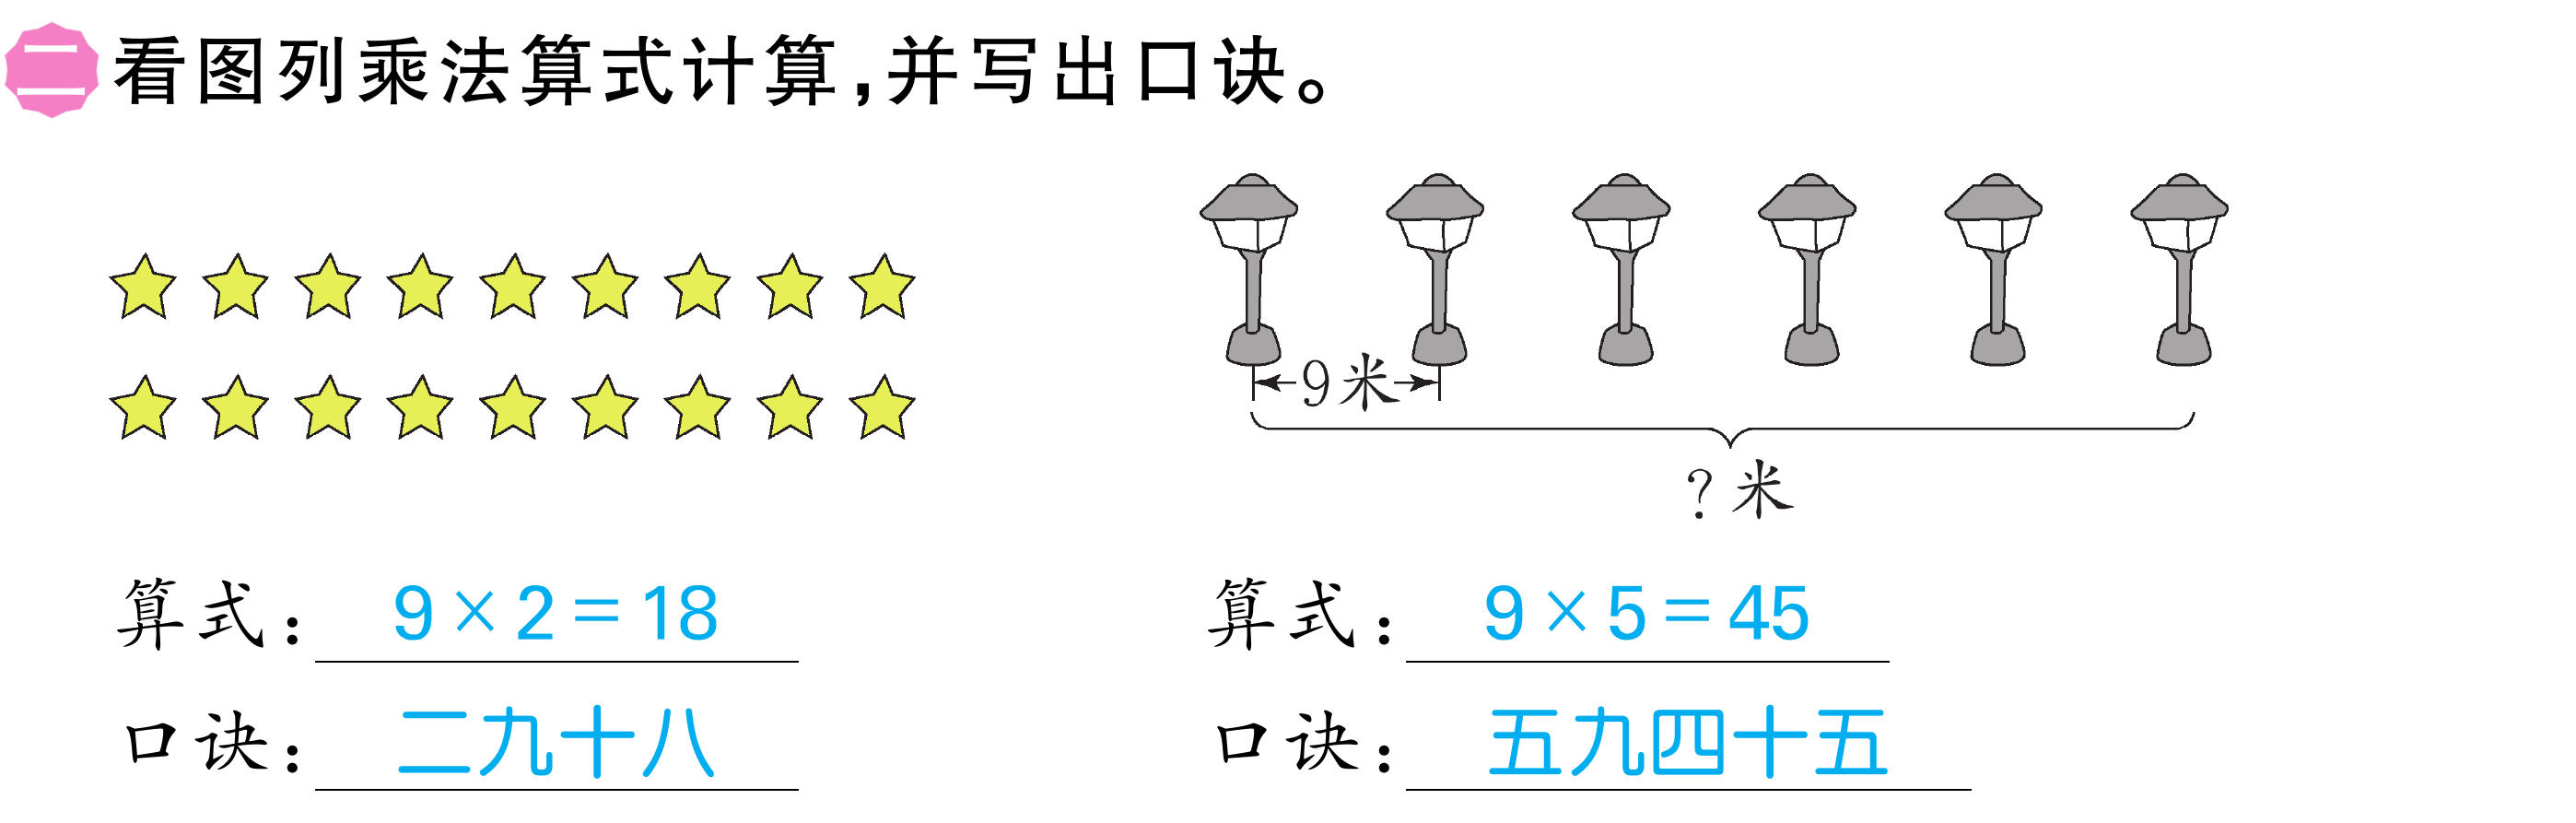 二 看图列乘法算式计算,并写出口诀。
9米
?米
算式: 9×2=18
口诀: 二九十八
算式: 9×5=45
口诀: 五九四十五